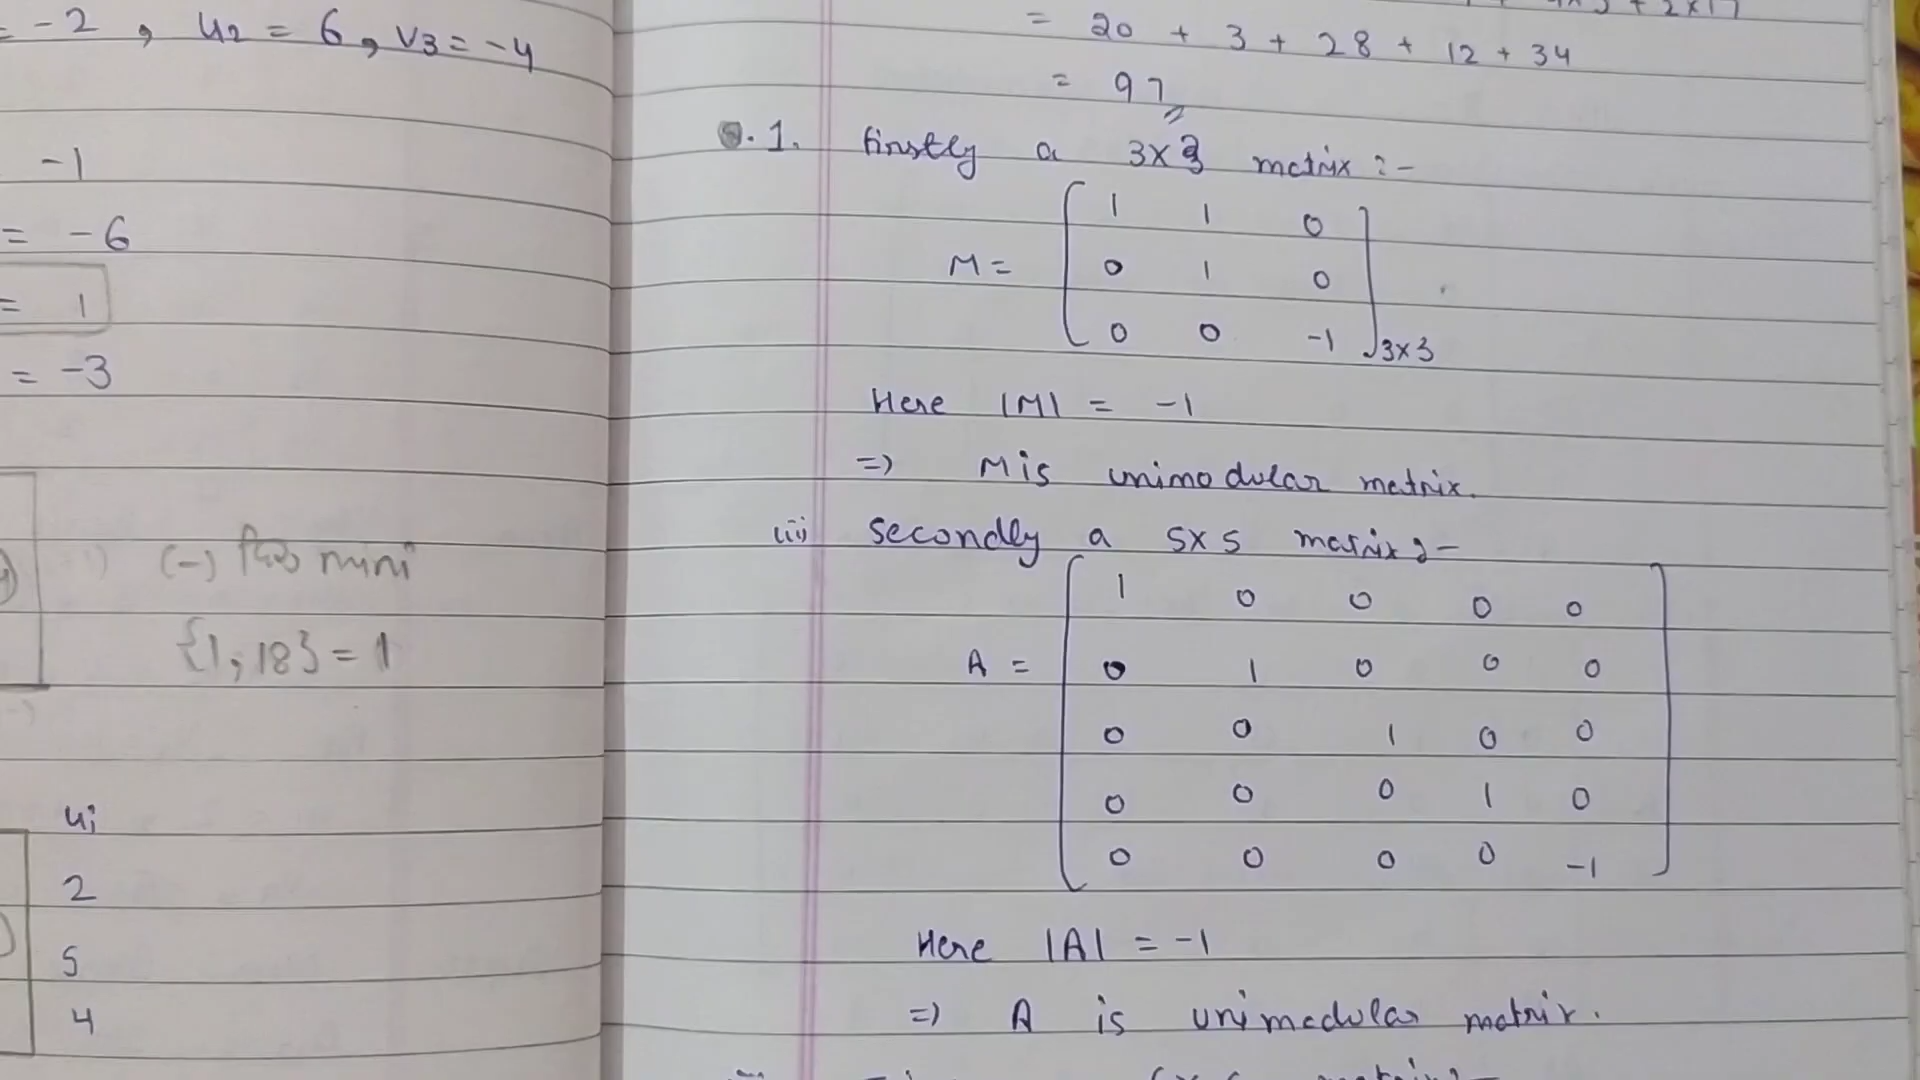 = -2 , u2 = 6, v3 = -4
-1
= -6
= 1
= -3
(-) mini
{1, 18} = 1
ui
2
5
4
= 20 + 3 + 28 + 12 + 34
= 97
1. firstly a 3x3 matrix :-
1 1 0
M = 0 1 0
0 0 -1 3x3
Here |M| = -1
=> M is unimodular matrix.
(ii) secondly a 5x5 matrix :-
1 0 0 0 0
A = 0 1 0 0 0
0 0 1 0 0
0 0 0 1 0
0 0 0 0 -1
Here |A| = -1
=> A is unimodular matrix.